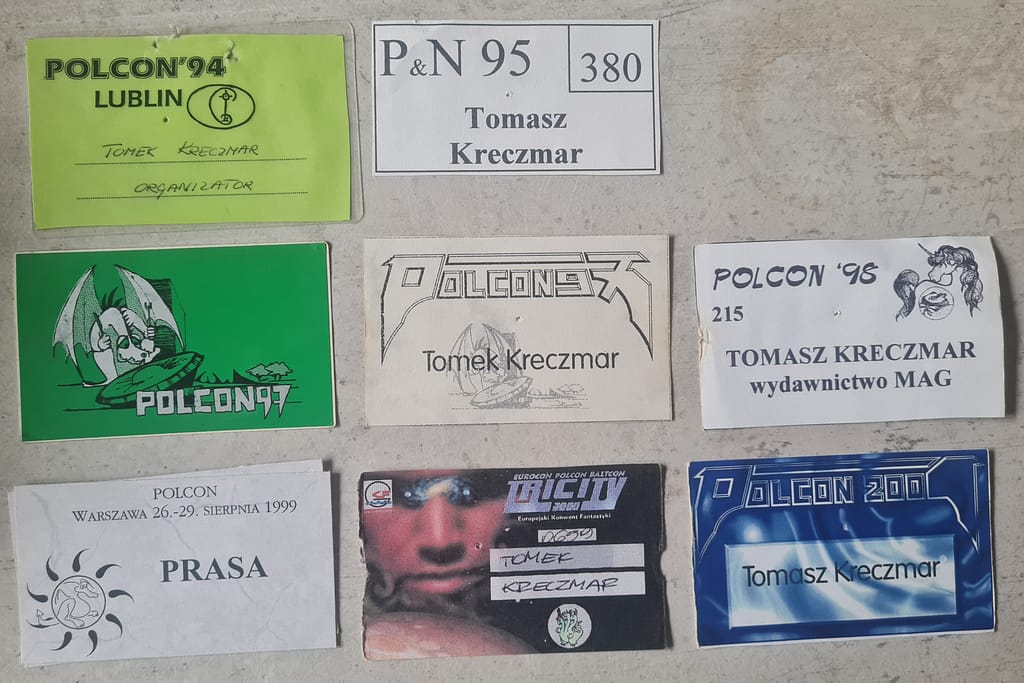 POLCON'94
LUBLIN
TOMEK KRECZMAR
ORGANIZATOR
P&N 95
380
Tomasz
Kreczmar
POLCON97
POLCON97
Tomek Kreczmar
POLCON '98
215
TOMASZ KRECZMAR
wydawnictwo MAG
POLCON
WARSZAWA 26.-29. SIERPNIA 1999
PRASA
EUROCON POLCON BALTCON
TRICITY
2000
Europejski Konwent Fantastyki
0699
TOMEK
KRECZMAR
POLCON 2001
Tomasz Kreczmar